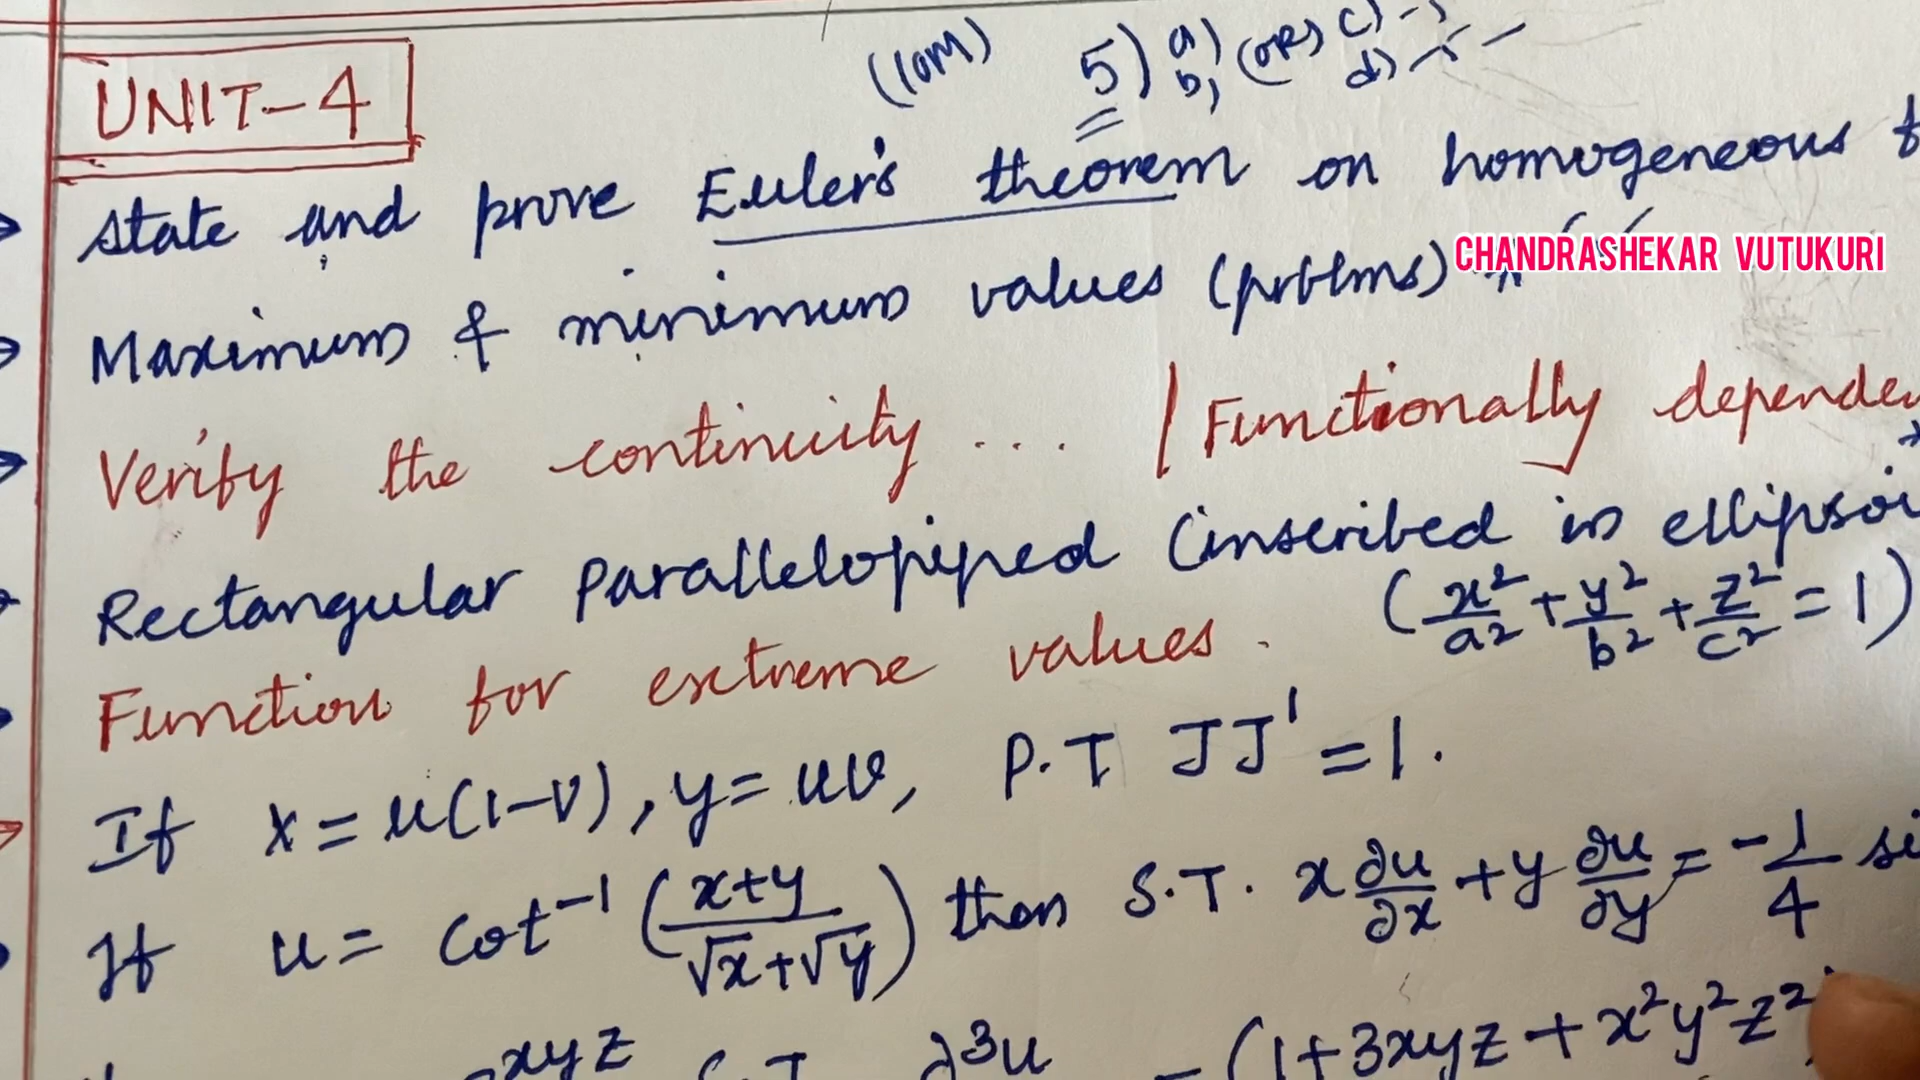 (10M) 5) a) (OR) c)
b) d)
UNIT-4
state and prove Euler's theorem on homogeneous
CHANDRASHEKAR VUTUKURI
Maximum & minimum values (prblms)
Verify the continuity ... / Functionally depende
Rectangular parallelopiped (inscribed in ellipsoi
(x²/a² + y²/b² + z²/c² = 1)
Function for extreme values.
If x = u(1-v), y = uv, P.T JJ' = 1.
If u = cot⁻¹ (x+y/√x+√y) then S.T. x ∂u/∂x + y ∂u/∂y = -1/4 si
xyz S.T ∂³u = (1+3xyz+x²y²z²)